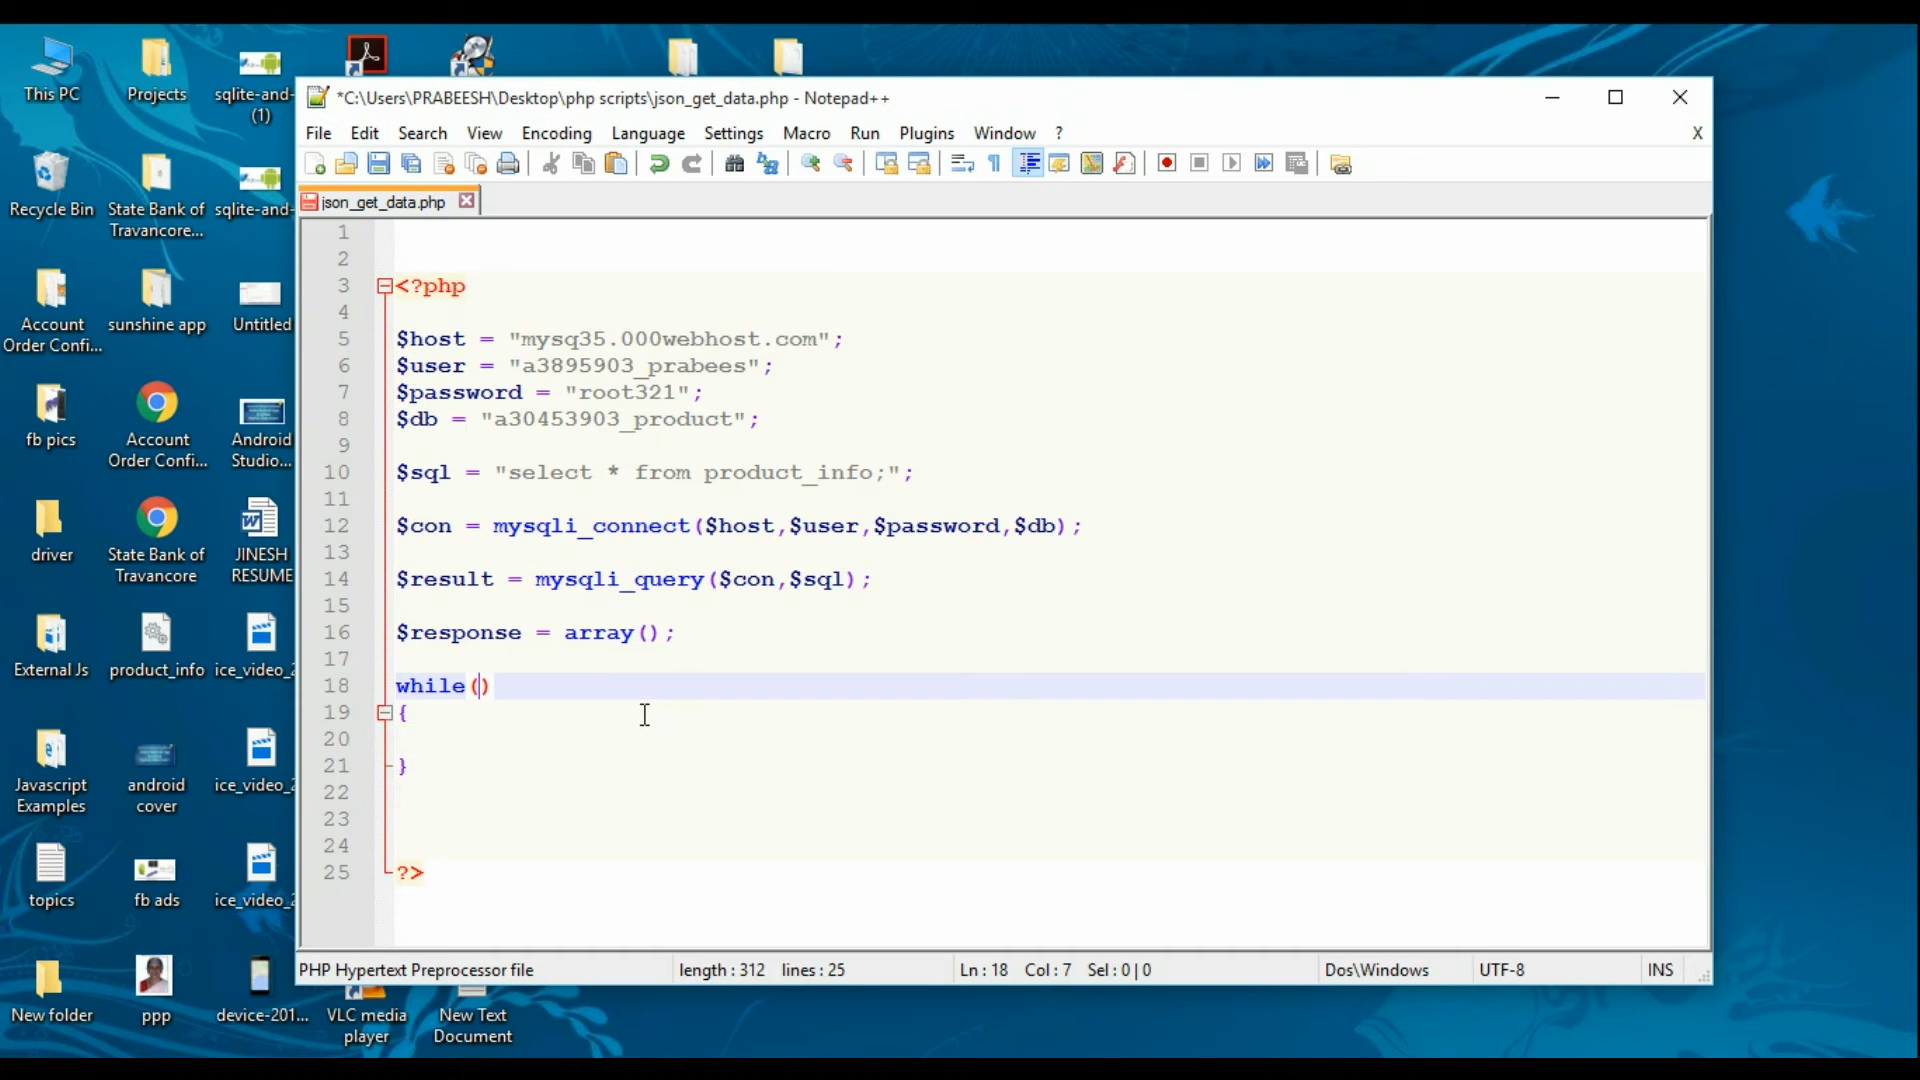 This PC
Projects
sqlite-and-
(1)
Recycle Bin
State Bank of
Travancore...
sqlite-and-
Account
Order Confi...
sunshine app
Untitled
fb pics
Account
Order Confi...
Android
Studio...
driver
State Bank of
Travancore
JINESH
RESUME
External Js
product_info
ice_video_2
Javascript
Examples
android
cover
ice_video_2
topics
fb ads
ice_video_2
New folder
ppp
device-201...
VLC media
player
New Text
Document
*C:\Users\PRABEESH\Desktop\php scripts\json_get_data.php - Notepad++
File Edit Search View Encoding Language Settings Macro Run Plugins Window ? X
json_get_data.php
1
2
3 <?php
4
5 $host = "mysq35.000webhost.com";
6 $user = "a3895903_prabees";
7 $password = "root321";
8 $db = "a30453903_product";
9
10 $sql = "select * from product_info;";
11
12 $con = mysqli_connect($host,$user,$password,$db);
13
14 $result = mysqli_query($con,$sql);
15
16 $response = array();
17
18 while()
19 {
20
21 }
22
23
24
25 ?>
PHP Hypertext Preprocessor file length : 312 lines : 25 Ln : 18 Col : 7 Sel : 0 | 0 Dos\Windows UTF-8 INS